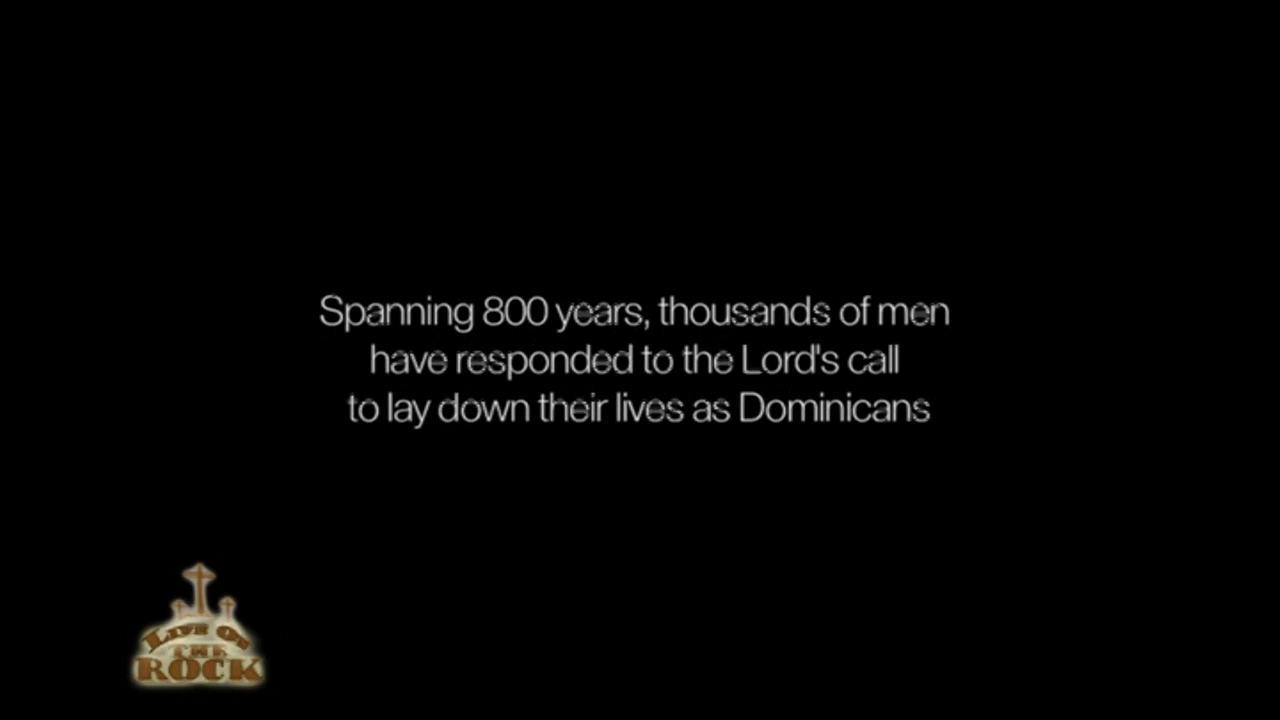 Spanning 800 years, thousands of men
have responded to the Lord's call
to lay down their lives as Dominicans
LIFE ON
THE
ROCK